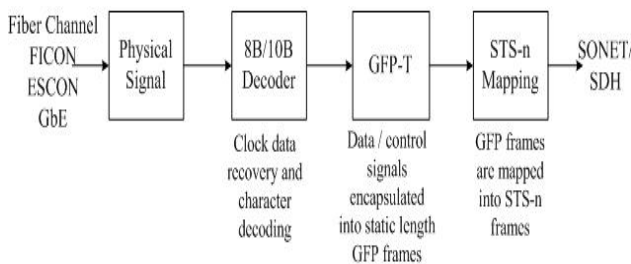 Fiber Channel
FICON
ESCON
GbE
Physical
Signal
8B/10B
Decoder
GFP-T
STS-n
Mapping
SONET/
SDH
Clock data
recovery and
character
decoding
Data / control
signals
encapsulated
into static length
GFP frames
GFP frames
are mapped
into STS-n
frames